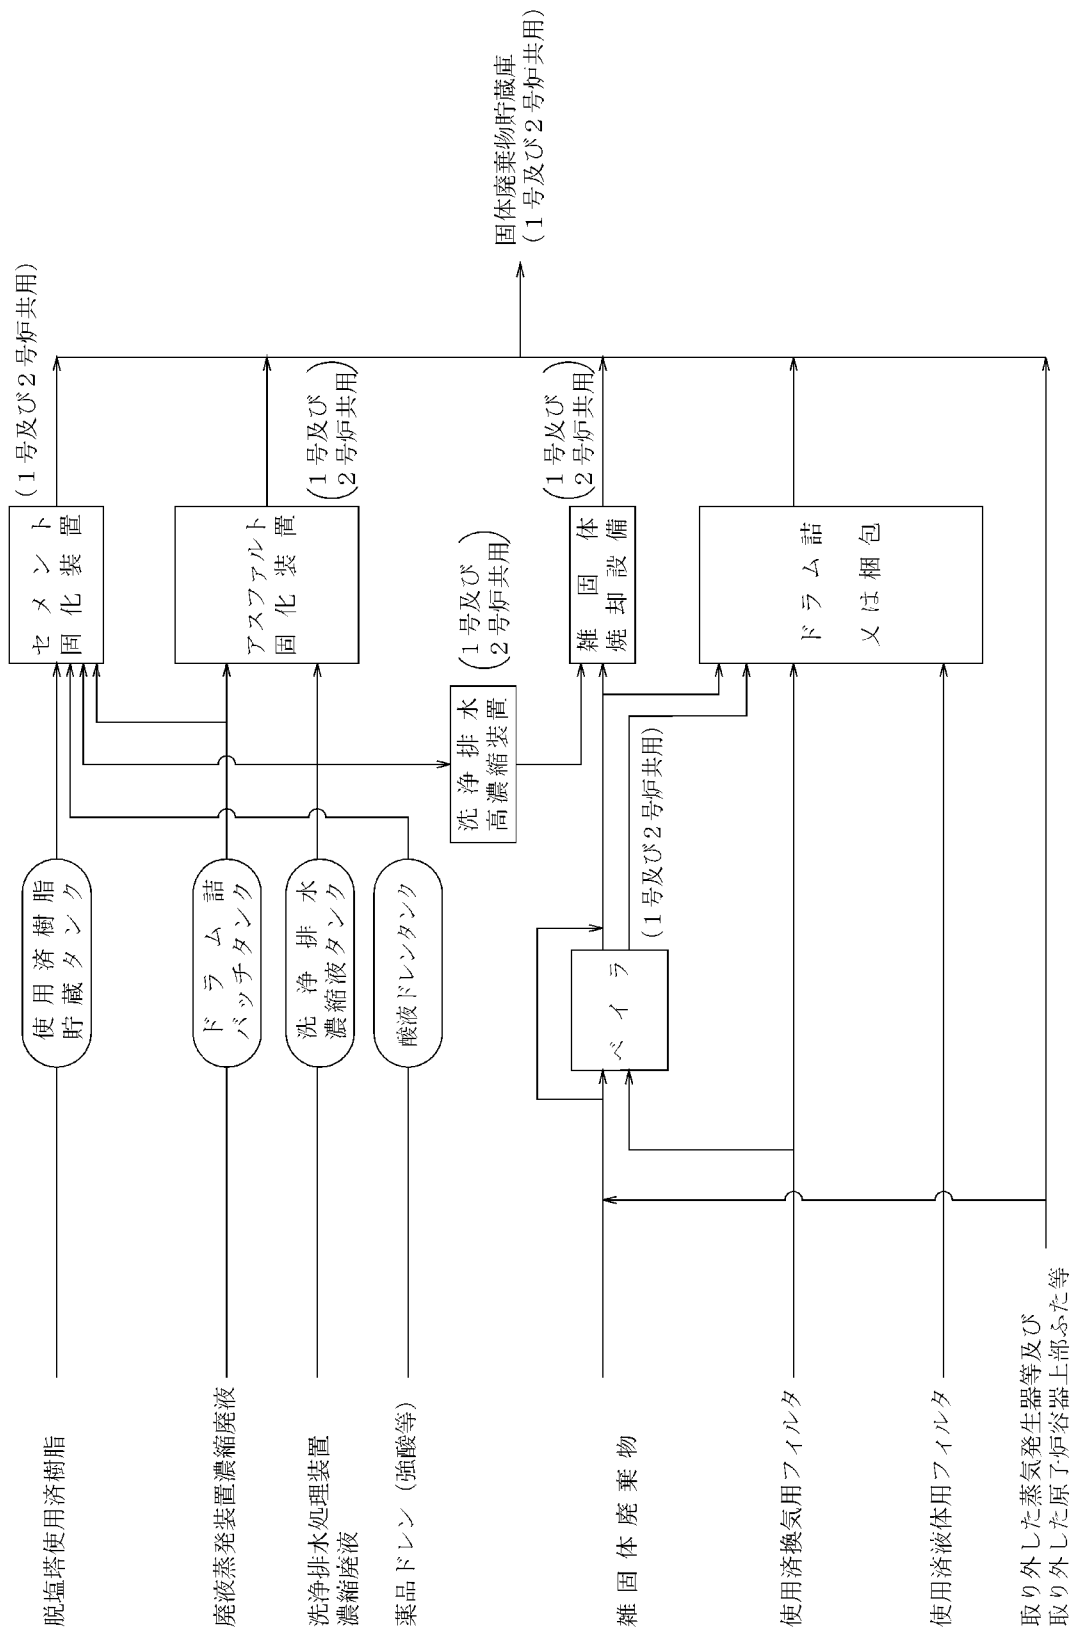 脱塩塔使用済樹脂
廃液蒸発装置濃縮廃液
洗浄排水処理装置
濃縮廃液
薬品ドレン (強酸等)
雑固体廃棄物
使用済換気用フィルタ
使用済液体用フィルタ
取り外した蒸気発生器等及び
取り外した原子炉容器上部ふた等
使用済樹脂
貯蔵タンク
ドラム詰
バッチタンク
洗浄排水
濃縮液タンク
酸液ドレンタンク
ベイラ
(1号及び2号炉共用)
洗浄排水
高濃縮装置
(1号及び
2号炉共用)
セメント
固化装置
(1号及び2号炉共用)
アスファルト
固化装置
(1号及び
2号炉共用)
雑固体
焼却設備
(1号及び
2号炉共用)
ドラム詰
又は梱包
固体廃棄物貯蔵庫
(1号及び2号炉共用)